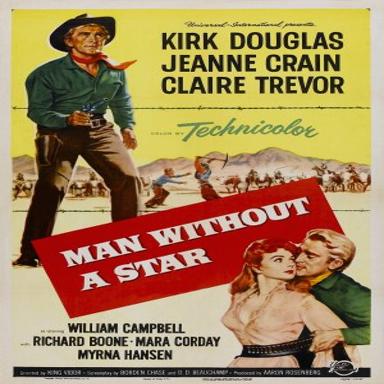 Universal-International presents
KIRK DOUGLAS
JEANNE CRAIN
CLAIRE TREVOR
COLOR BY Technicolor
MAN WITHOUT
A STAR
co-starring WILLIAM CAMPBELL
with RICHARD BOONE · MARA CORDAY
MYRNA HANSEN
Directed by KING VIDOR · Screenplay by BORDEN CHASE and D. D. BEAUCHAMP · Produced by AARON ROSENBERG